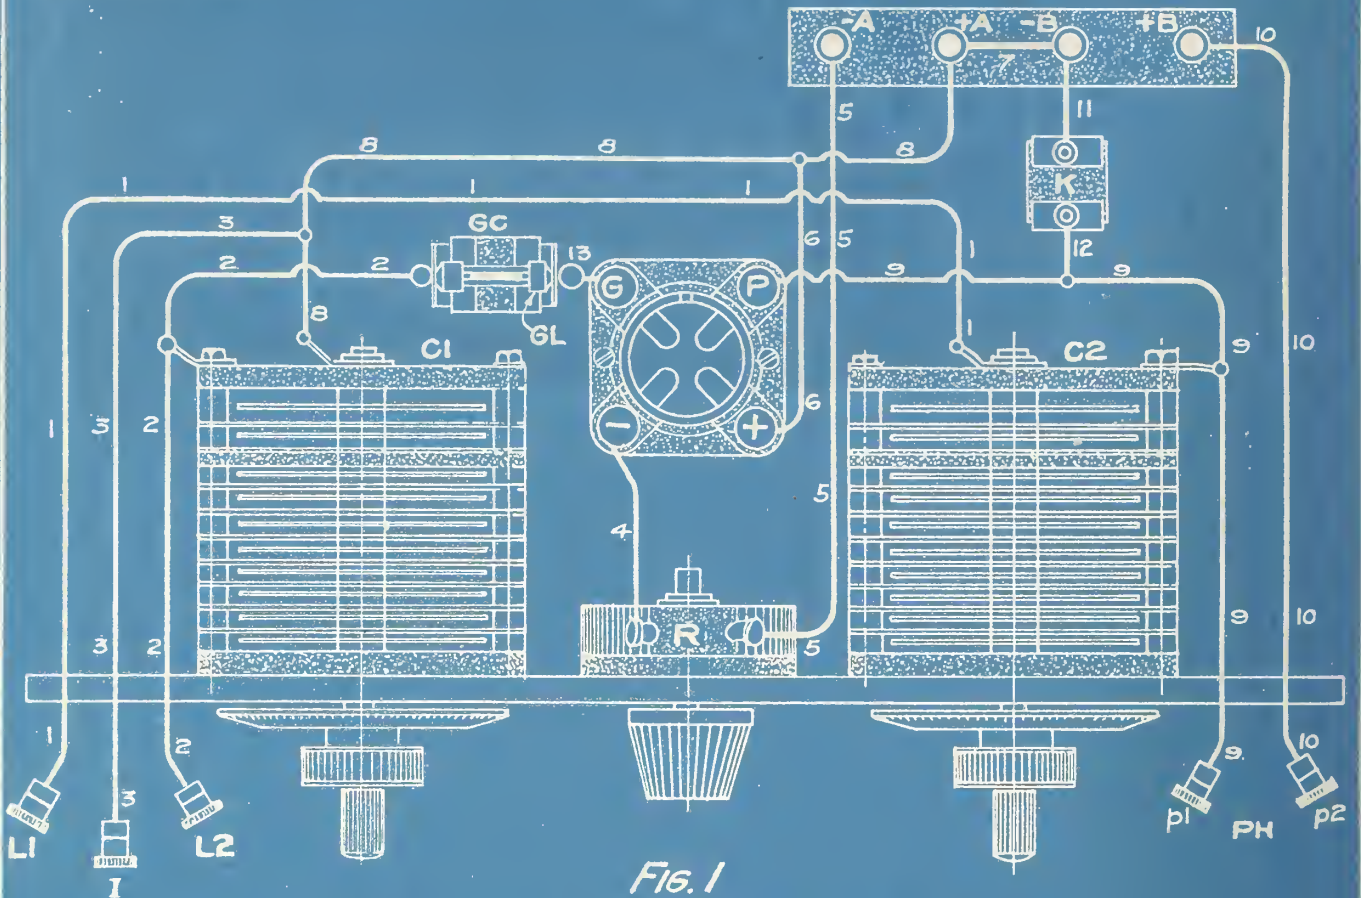 -A +A -B +B 10
7
5 11
8 8 8
K
1 1 1
3 GC 6 5 12
2 2 13 1 9 9
G P
8 GL
C1 1 C2 9 10
6
1 3 2 - +
5
4
R
5 9 10
3 2
1 2 9 10
3
L1 L2 p1 PH p2
I
FIG. 1